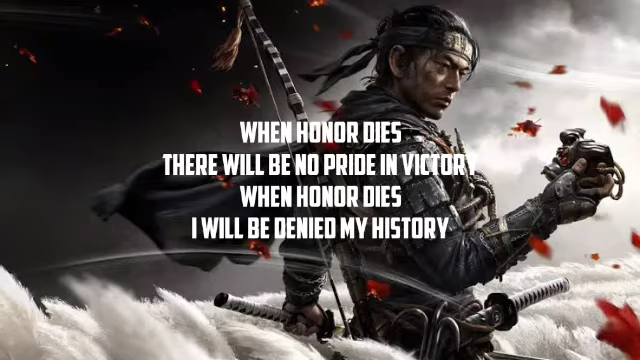 WHEN HONOR DIES
THERE WILL BE NO PRIDE IN VICTORY
WHEN HONOR DIES
I WILL BE DENIED MY HISTORY